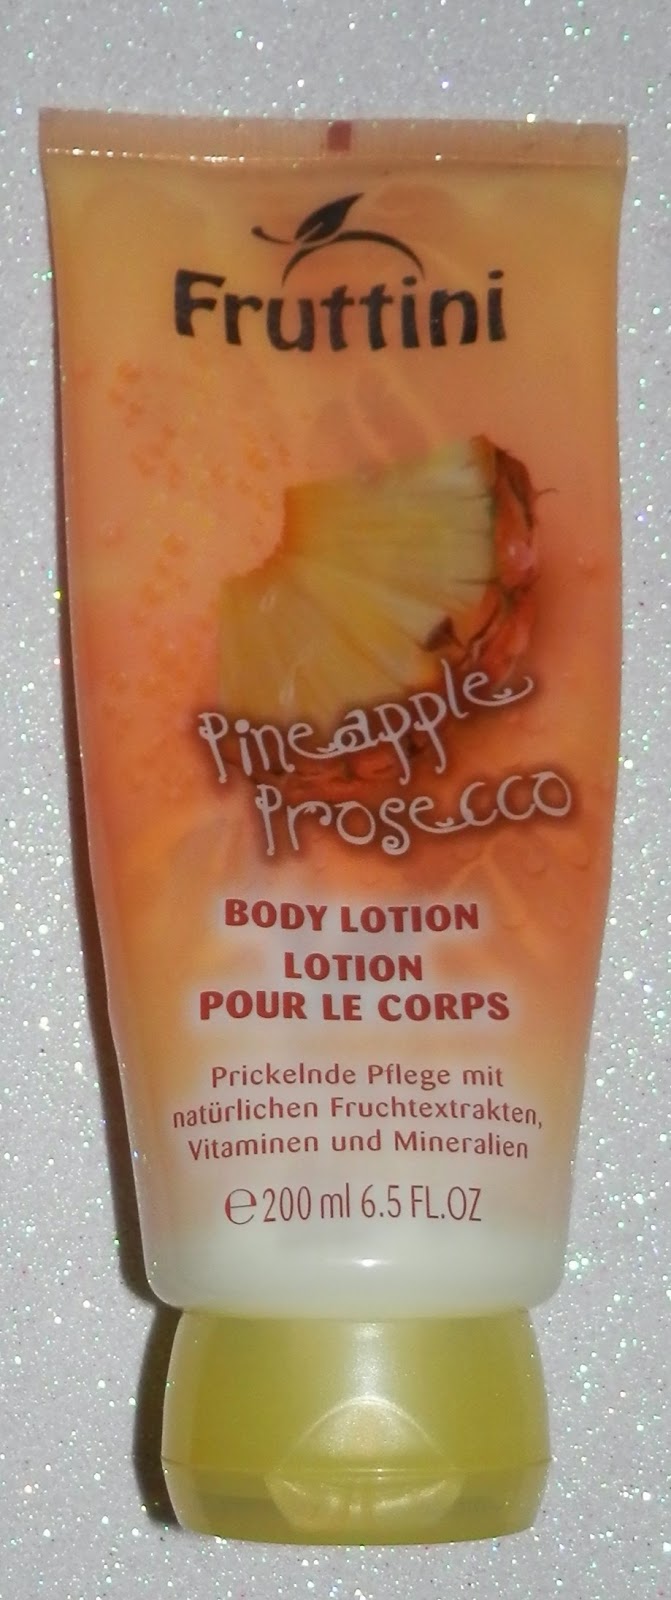 Fruttini
Pineapple
Prosecco
BODY LOTION
LOTION
POUR LE CORPS
Prickelnde Pflege mit
natürlichen Fruchtextrakten,
Vitaminen und Mineralien
℮ 200 ml 6.5 FL.OZ